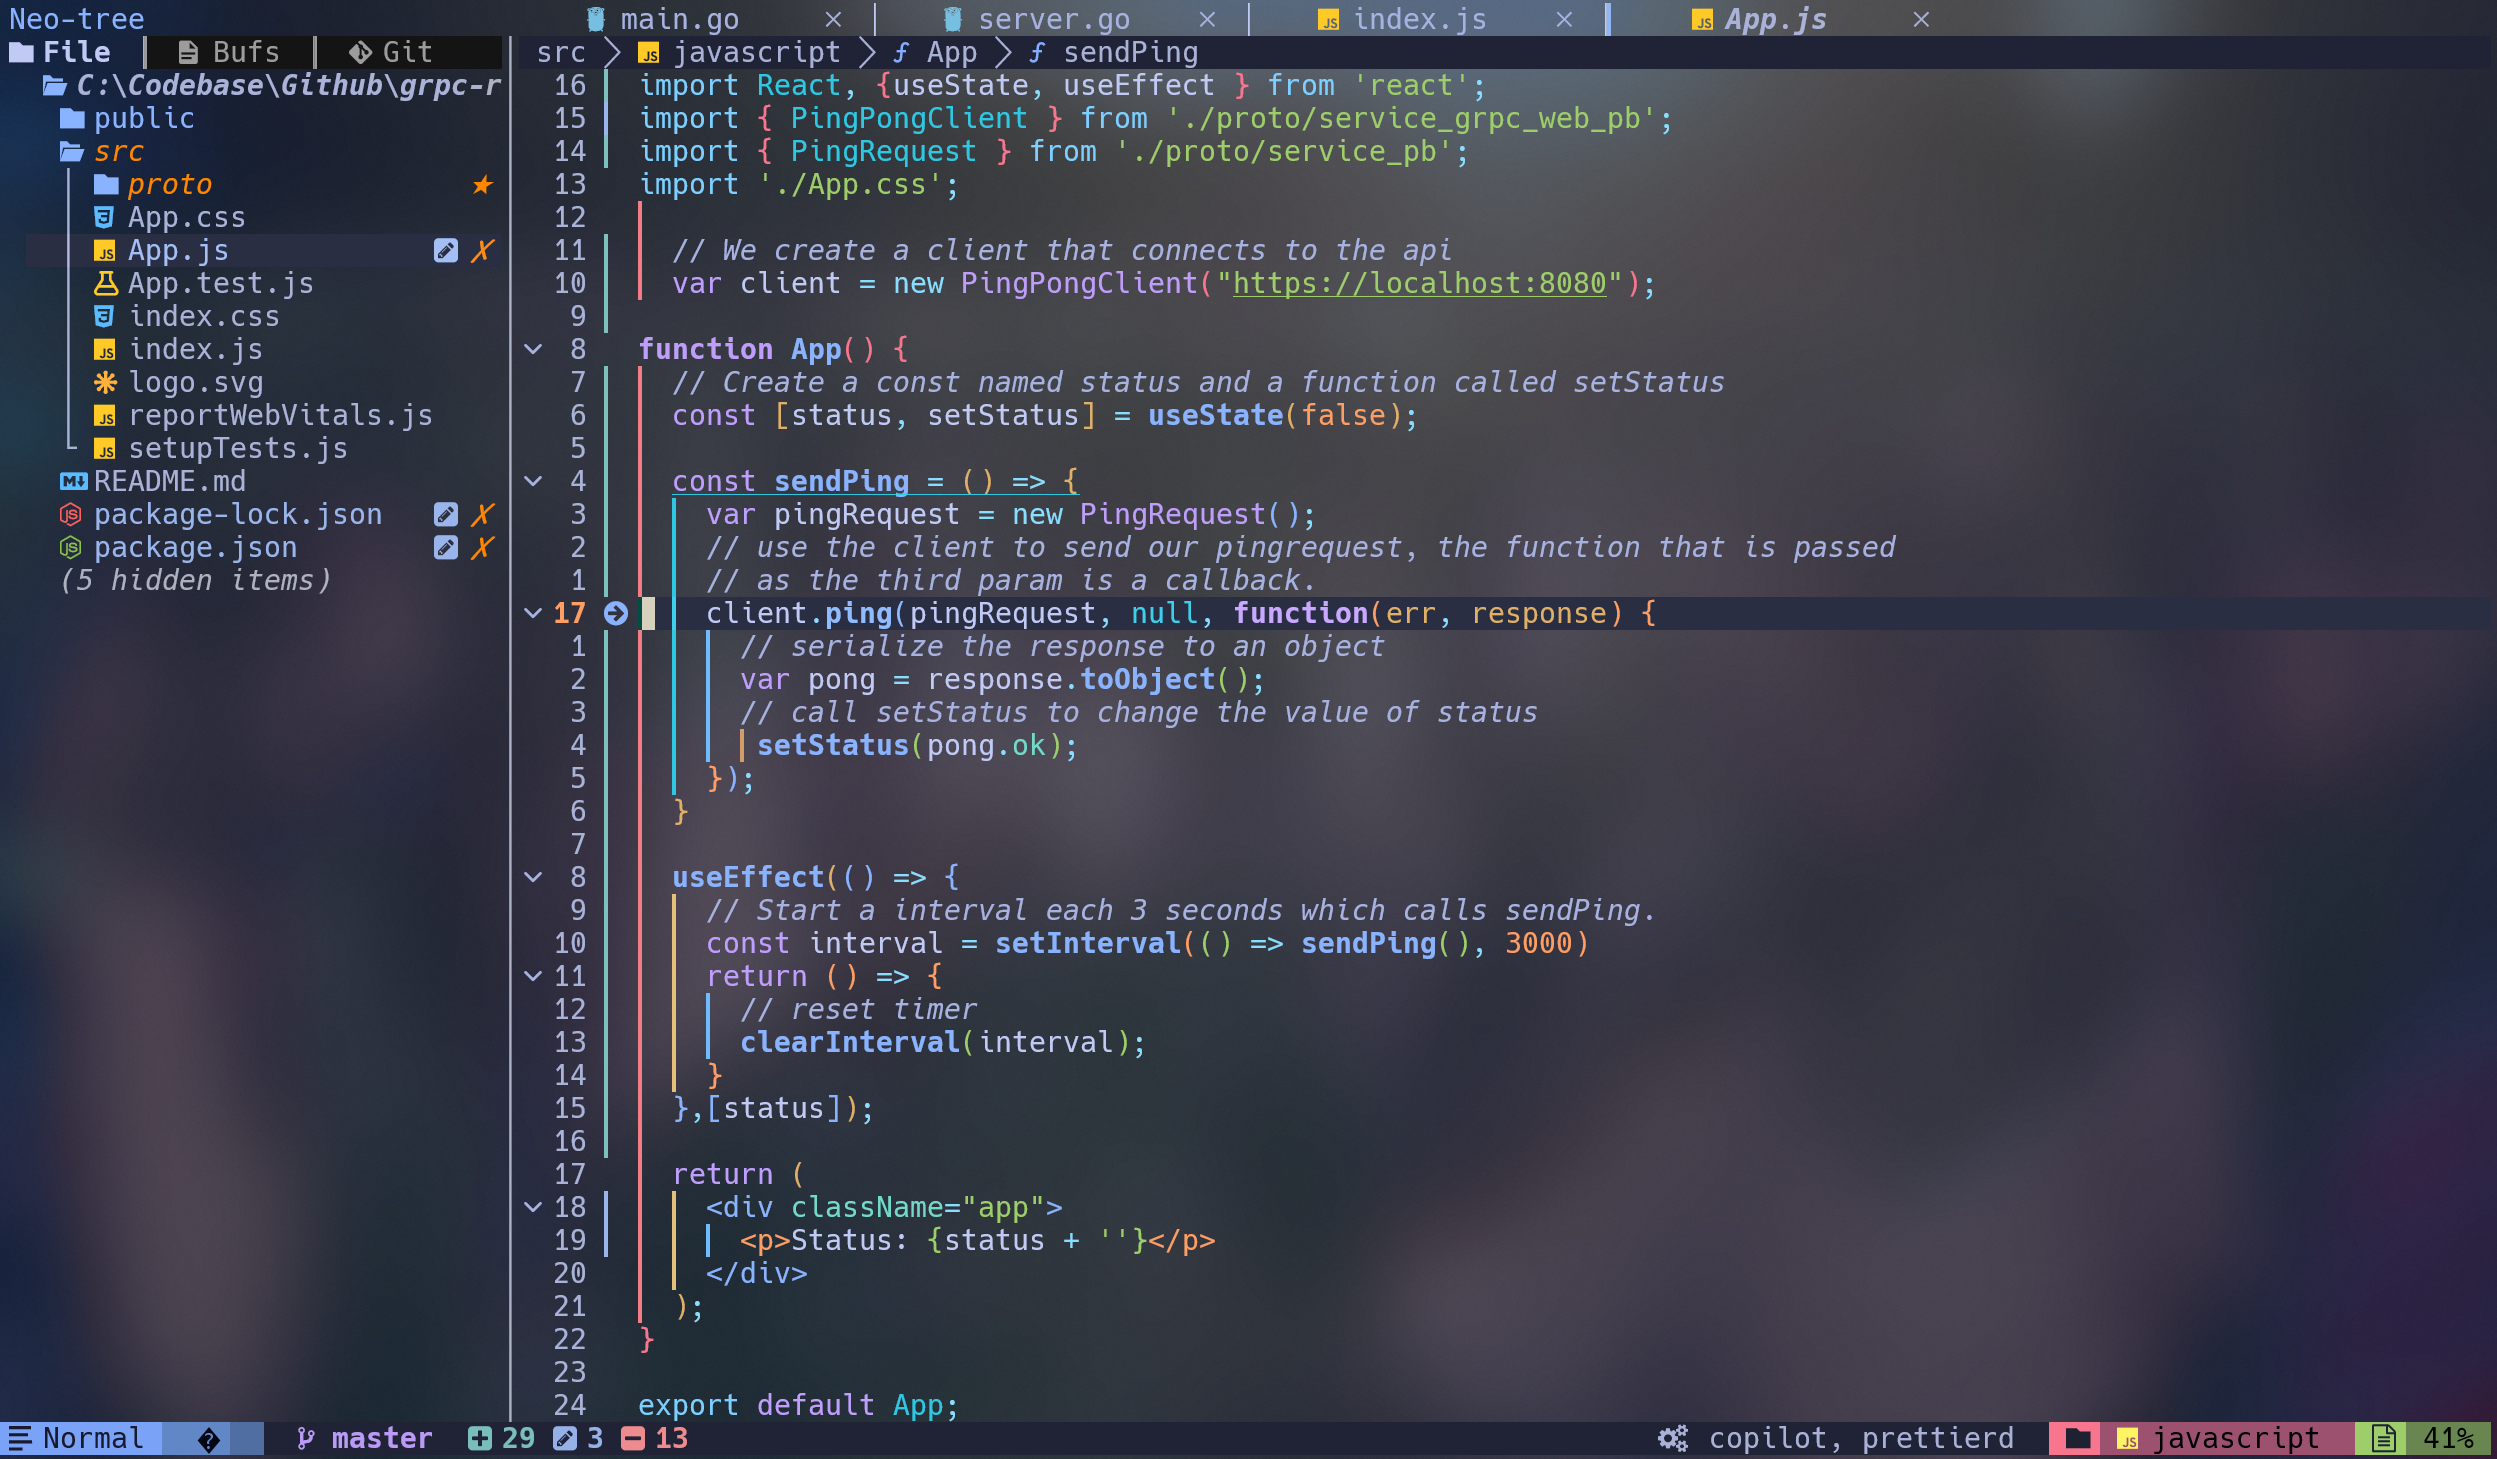 Neo-tree
main.go ×
server.go ×
index.js ×
App.js ×
File
Bufs
Git
src > javascript > App > sendPing
C:\Codebase\Github\grpc-r
public
src
proto
App.css
App.js
App.test.js
index.css
index.js
logo.svg
reportWebVitals.js
setupTests.js
README.md
package-lock.json
package.json
(5 hidden items)
16 import React, {useState, useEffect } from 'react';
15 import { PingPongClient } from './proto/service_grpc_web_pb';
14 import { PingRequest } from './proto/service_pb';
13 import './App.css';
12
11   // We create a client that connects to the api
10   var client = new PingPongClient("https://localhost:8080");
9
8 function App() {
7   // Create a const named status and a function called setStatus
6   const [status, setStatus] = useState(false);
5
4   const sendPing = () => {
3     var pingRequest = new PingRequest();
2     // use the client to send our pingrequest, the function that is passed
1     // as the third param is a callback.
17     client.ping(pingRequest, null, function(err, response) {
1       // serialize the response to an object
2       var pong = response.toObject();
3       // call setStatus to change the value of status
4        setStatus(pong.ok);
5     });
6   }
7
8   useEffect(() => {
9     // Start a interval each 3 seconds which calls sendPing.
10     const interval = setInterval(() => sendPing(), 3000)
11     return () => {
12       // reset timer
13       clearInterval(interval);
14     }
15   },[status]);
16
17   return (
18     <div className="app">
19       <p>Status: {status + ''}</p>
20     </div>
21   );
22 }
23
24 export default App;
Normal
master
29
3
13
copilot, prettierd
javascript
41%